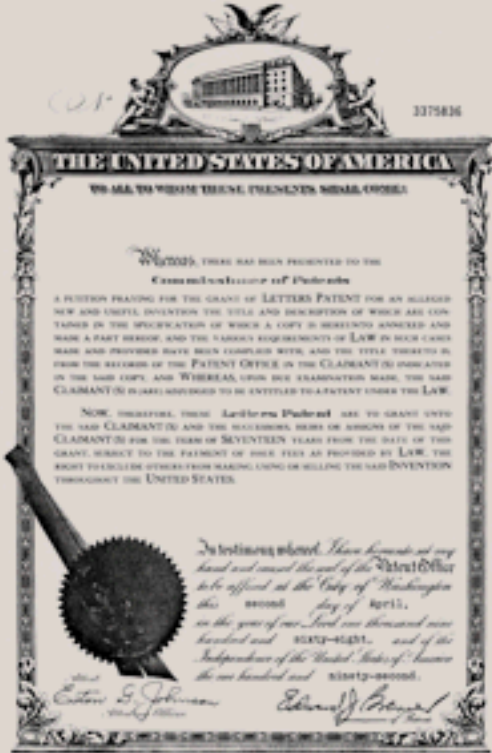 3375836
THE UNITED STATES OF AMERICA
TO ALL TO WHOM THESE PRESENTS SHALL COME:
Whereas, THERE HAS BEEN PRESENTED TO THE
Commissioner of Patents
A PETITION PRAYING FOR THE GRANT OF LETTERS PATENT FOR AN ALLEGED
NEW AND USEFUL INVENTION THE TITLE AND DESCRIPTION OF WHICH ARE CON-
TAINED IN THE SPECIFICATION OF WHICH A COPY IS HEREUNTO ANNEXED AND
MADE A PART HEREOF, AND THE VARIOUS REQUIREMENTS OF LAW IN SUCH CASES
MADE AND PROVIDED HAVE BEEN COMPLIED WITH, AND THE TITLE THERETO IS,
FROM THE RECORDS OF THE PATENT OFFICE IN THE CLAIMANT(S) INDICATED
IN THE SAID COPY, AND WHEREAS, UPON DUE EXAMINATION MADE, THE SAID
CLAIMANT(S) IS (ARE) ADJUDGED TO BE ENTITLED TO A PATENT UNDER THE LAW.
NOW, THEREFORE, THESE Letters Patent ARE TO GRANT UNTO
THE SAID CLAIMANT(S) AND THE SUCCESSORS, HEIRS OR ASSIGNS OF THE SAID
CLAIMANT(S) FOR THE TERM OF SEVENTEEN YEARS FROM THE DATE OF THIS
GRANT, SUBJECT TO THE PAYMENT OF ISSUE FEES AS PROVIDED BY LAW, THE
RIGHT TO EXCLUDE OTHERS FROM MAKING, USING OR SELLING THE SAID INVENTION
THROUGHOUT THE UNITED STATES.
In testimony whereof, I have hereunto set my
hand and caused the seal of the Patent Office
to be affixed at the City of Washington
this second day of April,
in the year of our Lord one thousand nine
hundred and sixty-eight, and of the
Independence of the United States of America
the one hundred and ninety-second.
Attest
Johnson
Attesting Officer
Edward J.